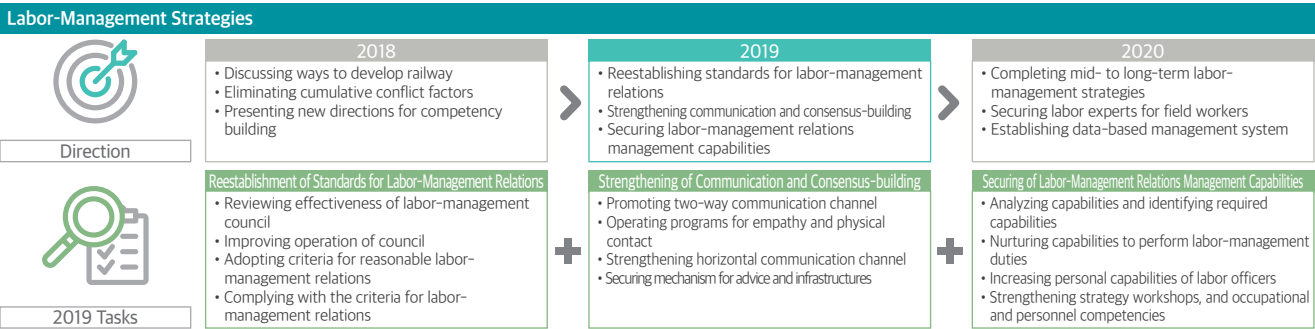 Labor-Management Strategies
Direction
2018
• Discussing ways to develop railway
• Eliminating cumulative conflict factors
• Presenting new directions for competency
building
2019
• Reestablishing standards for labor-management
relations
• Strengthening communication and consensus-building
• Securing labor-management relations
management capabilities
2020
• Completing mid- to long-term labor-
management strategies
• Securing labor experts for field workers
• Establishing data-based management system
2019 Tasks
Reestablishment of Standards for Labor-Management Relations
• Reviewing effectiveness of labor-management
council
• Improving operation of council
• Adopting criteria for reasonable labor-
management relations
• Complying with the criteria for labor-
management relations
Strengthening of Communication and Consensus-building
• Promoting two-way communication channel
• Operating programs for empathy and physical
contact
• Strengthening horizontal communication channel
• Securing mechanism for advice and infrastructures
Securing of Labor-Management Relations Management Capabilities
• Analyzing capabilities and identifying required
capabilities
• Nurturing capabilities to perform labor-management
duties
• Increasing personal capabilities of labor officers
• Strengthening strategy workshops, and occupational
and personnel competencies